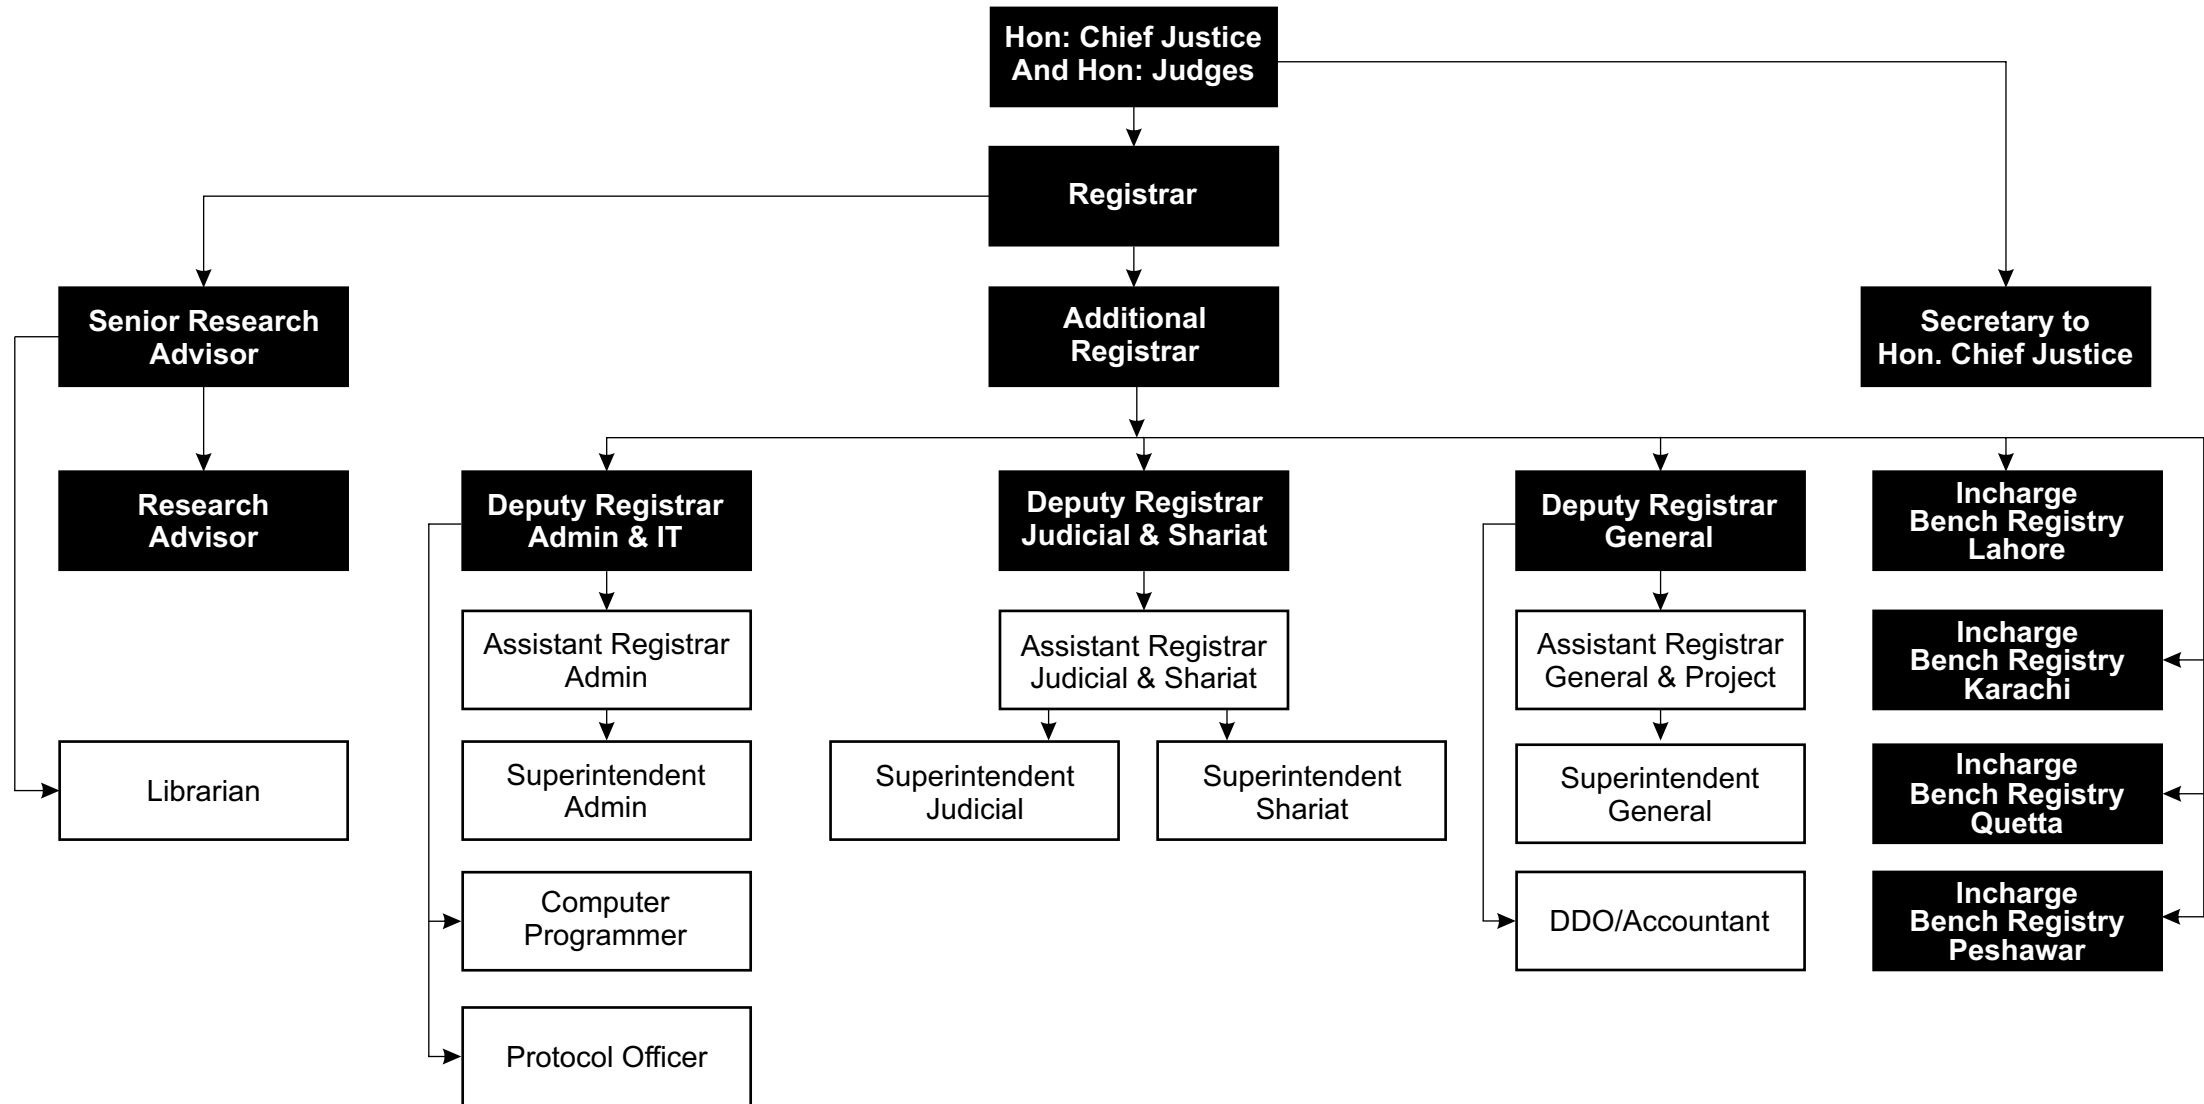 Hon: Chief Justice
And Hon: Judges
Registrar
Senior Research
Advisor
Additional
Registrar
Secretary to
Hon. Chief Justice
Research
Advisor
Deputy Registrar
Admin & IT
Deputy Registrar
Judicial & Shariat
Deputy Registrar
General
Incharge
Bench Registry
Lahore
Assistant Registrar
Admin
Assistant Registrar
Judicial & Shariat
Assistant Registrar
General & Project
Incharge
Bench Registry
Karachi
Librarian
Superintendent
Admin
Superintendent
Judicial
Superintendent
Shariat
Superintendent
General
Incharge
Bench Registry
Quetta
Computer
Programmer
DDO/Accountant
Incharge
Bench Registry
Peshawar
Protocol Officer